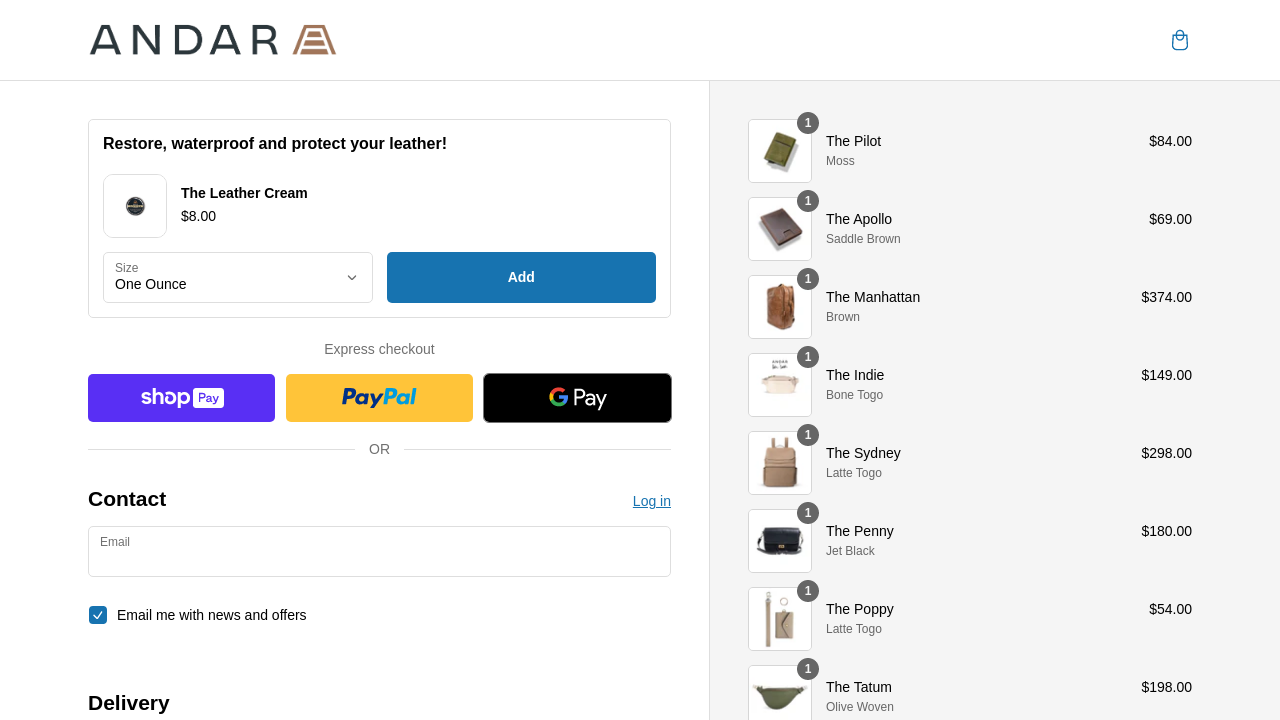 ANDAR
Restore, waterproof and protect your leather!
The Leather Cream
$8.00
Size
One Ounce
Add
Express checkout
shop Pay
PayPal
G Pay
OR
Contact
Log in
Email
Email me with news and offers
Delivery
1
The Pilot
$84.00
Moss
1
The Apollo
$69.00
Saddle Brown
1
The Manhattan
$374.00
Brown
1
ANDAR
The Indie
$149.00
Bone Togo
1
The Sydney
$298.00
Latte Togo
1
The Penny
$180.00
Jet Black
1
The Poppy
$54.00
Latte Togo
1
The Tatum
$198.00
Olive Woven